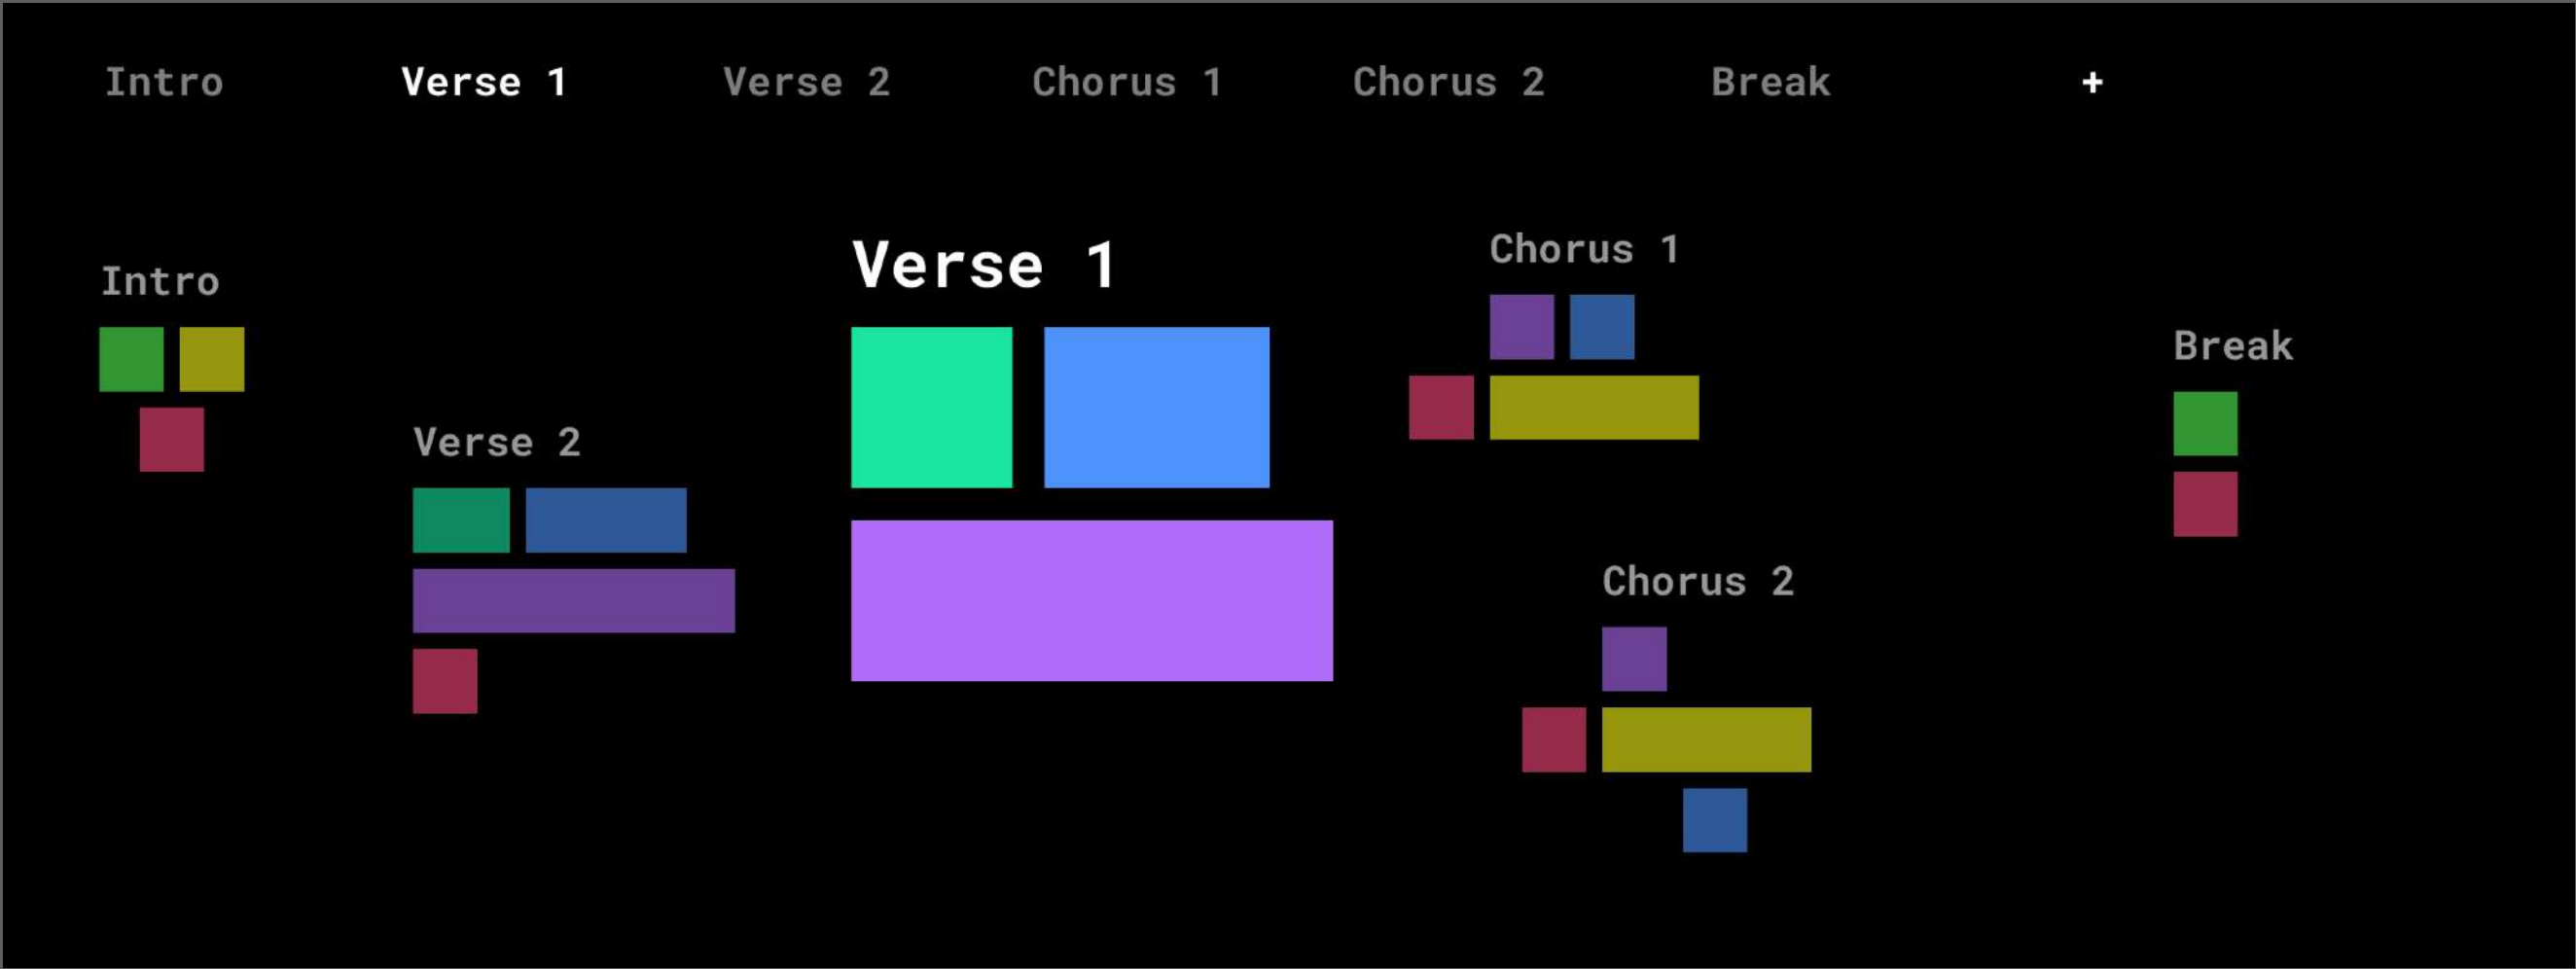 Intro
Verse 1
Verse 2
Chorus 1
Chorus 2
Break
+
Intro
Verse 2
Verse 1
Chorus 1
Chorus 2
Break